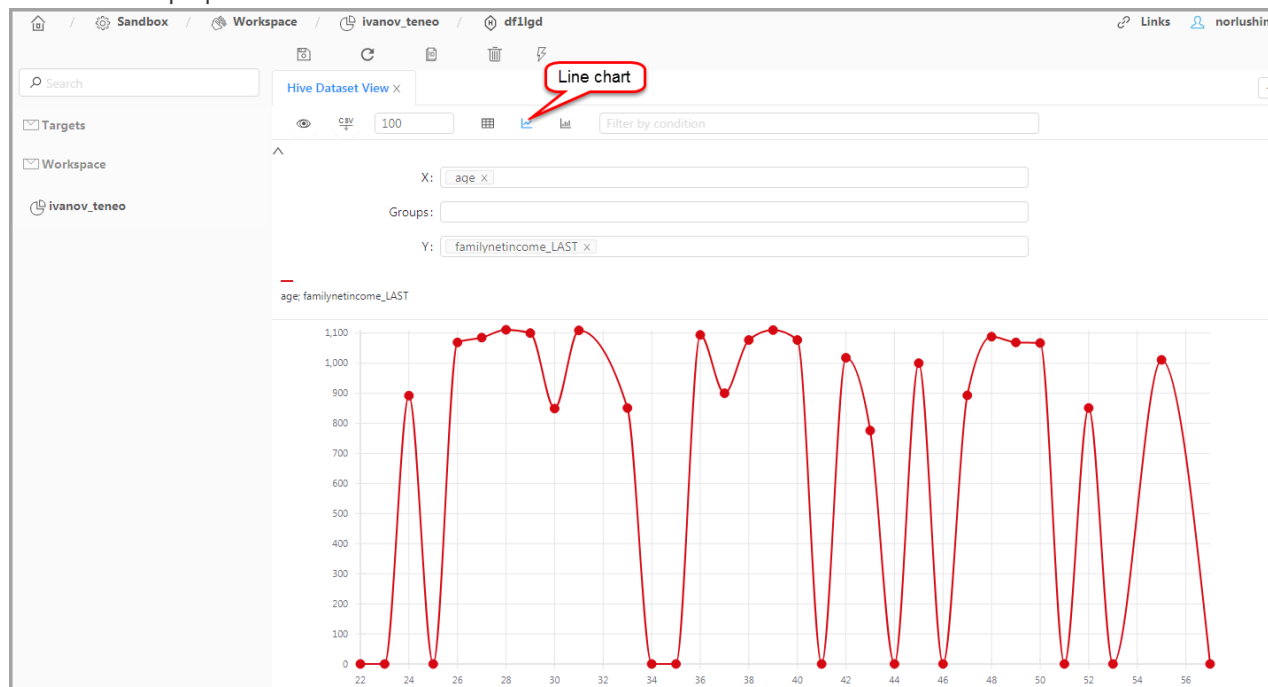 / Sandbox / Workspace / ivanov_teneo / df1lgd Links norlushin
Line chart
Search
Hive Dataset View x
Targets
CSV 100 Filter by condition
Workspace
X: age x
ivanov_teneo
Groups:
Y: familynetincome_LAST x
age; familynetincome_LAST
1,100
1,000
900
800
700
600
500
400
300
200
100
0
22 24 26 28 30 32 34 36 38 40 42 44 46 48 50 52 54 56